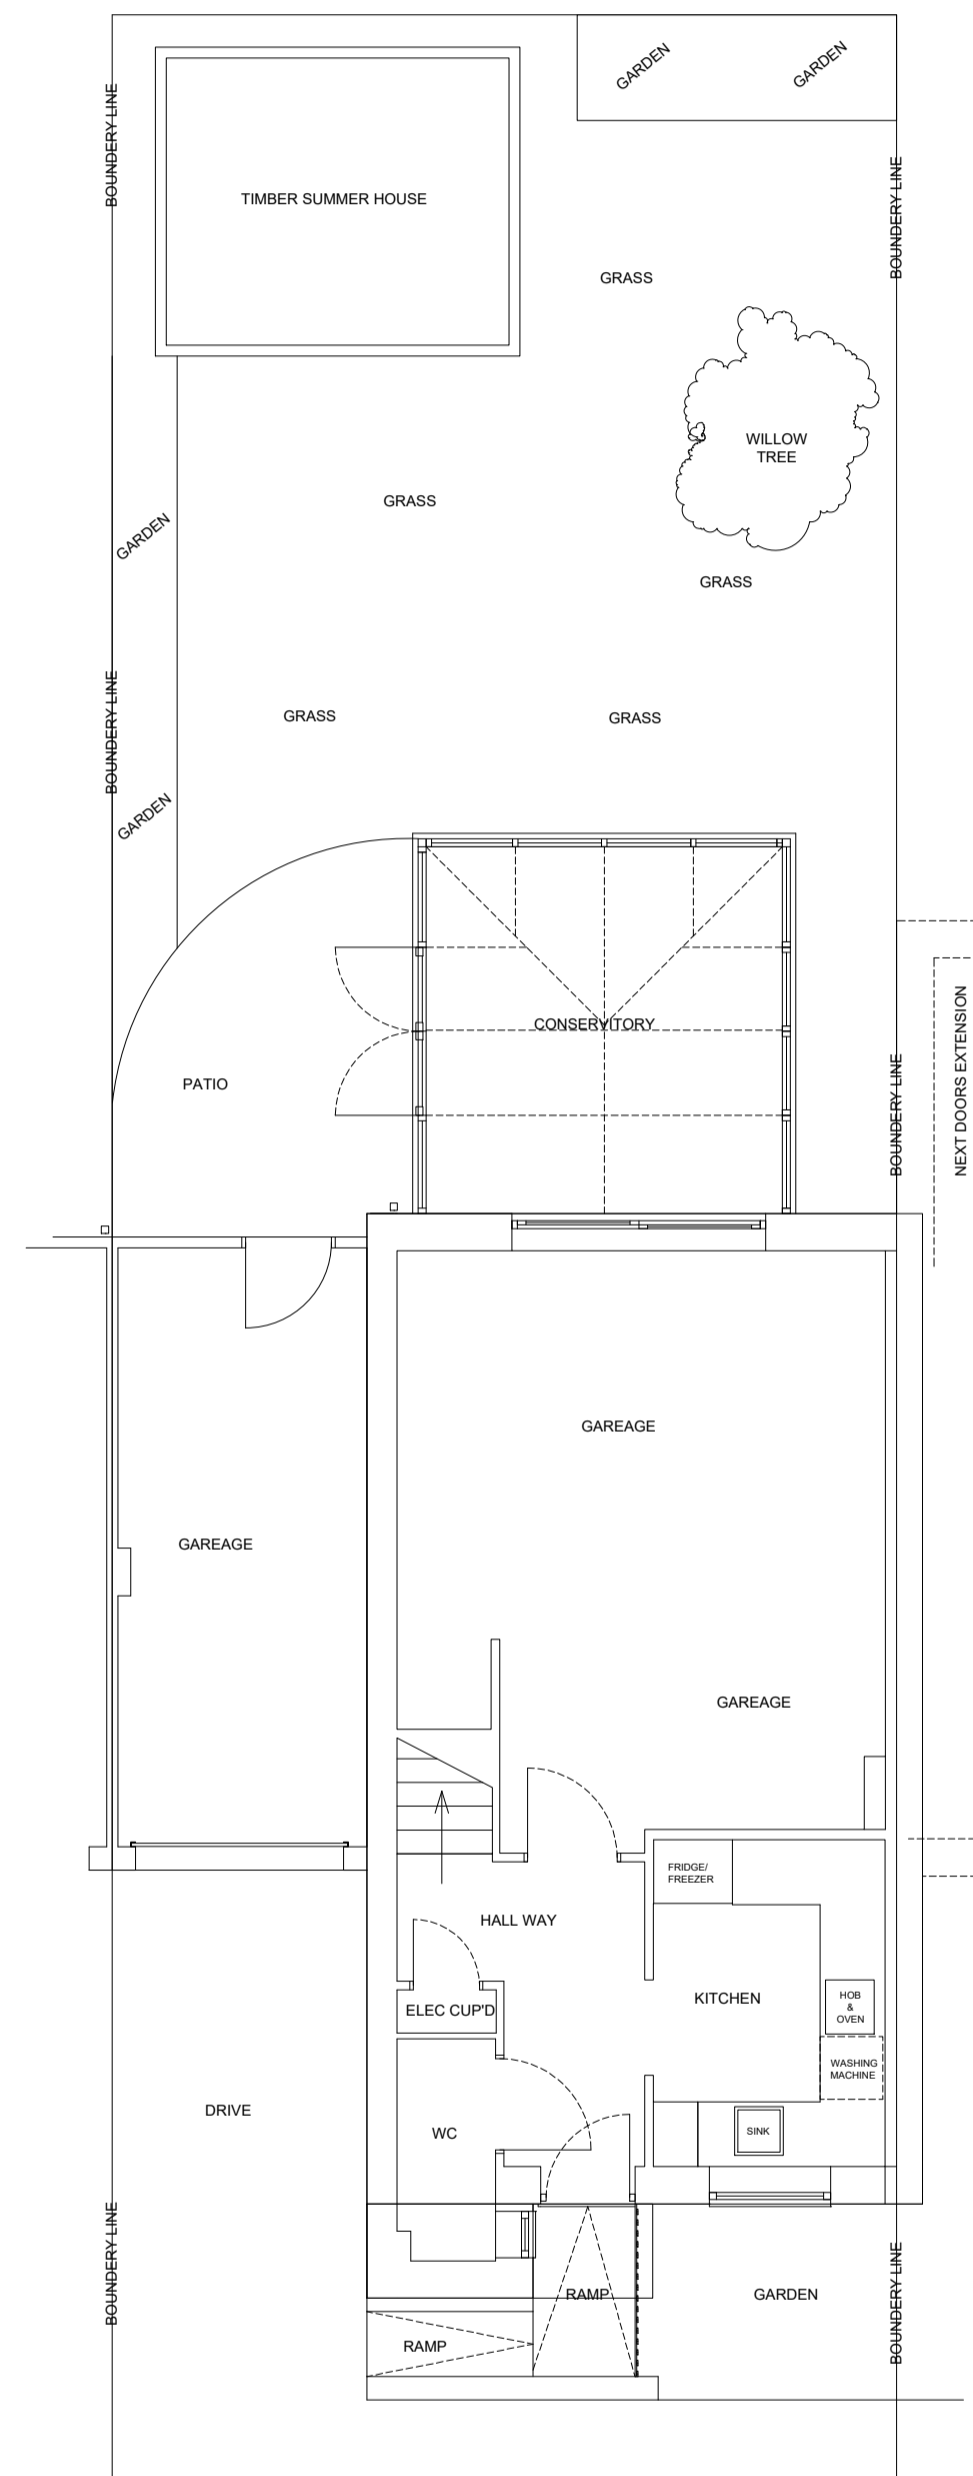 GARDEN
GARDEN
BOUNDERY LINE
TIMBER SUMMER HOUSE
BOUNDERY LINE
GRASS
WILLOW
TREE
GRASS
GARDEN
GRASS
BOUNDERY LINE
GRASS
GRASS
GARDEN
CONSERVITORY
NEXT DOORS EXTENSION
PATIO
BOUNDERY LINE
GAREAGE
GAREAGE
GAREAGE
FRIDGE/
FREEZER
HALL WAY
KITCHEN
HOB
&
OVEN
ELEC CUP'D
WASHING
MACHINE
DRIVE
WC
SINK
BOUNDERY LINE
RAMP
GARDEN
BOUNDERY LINE
RAMP